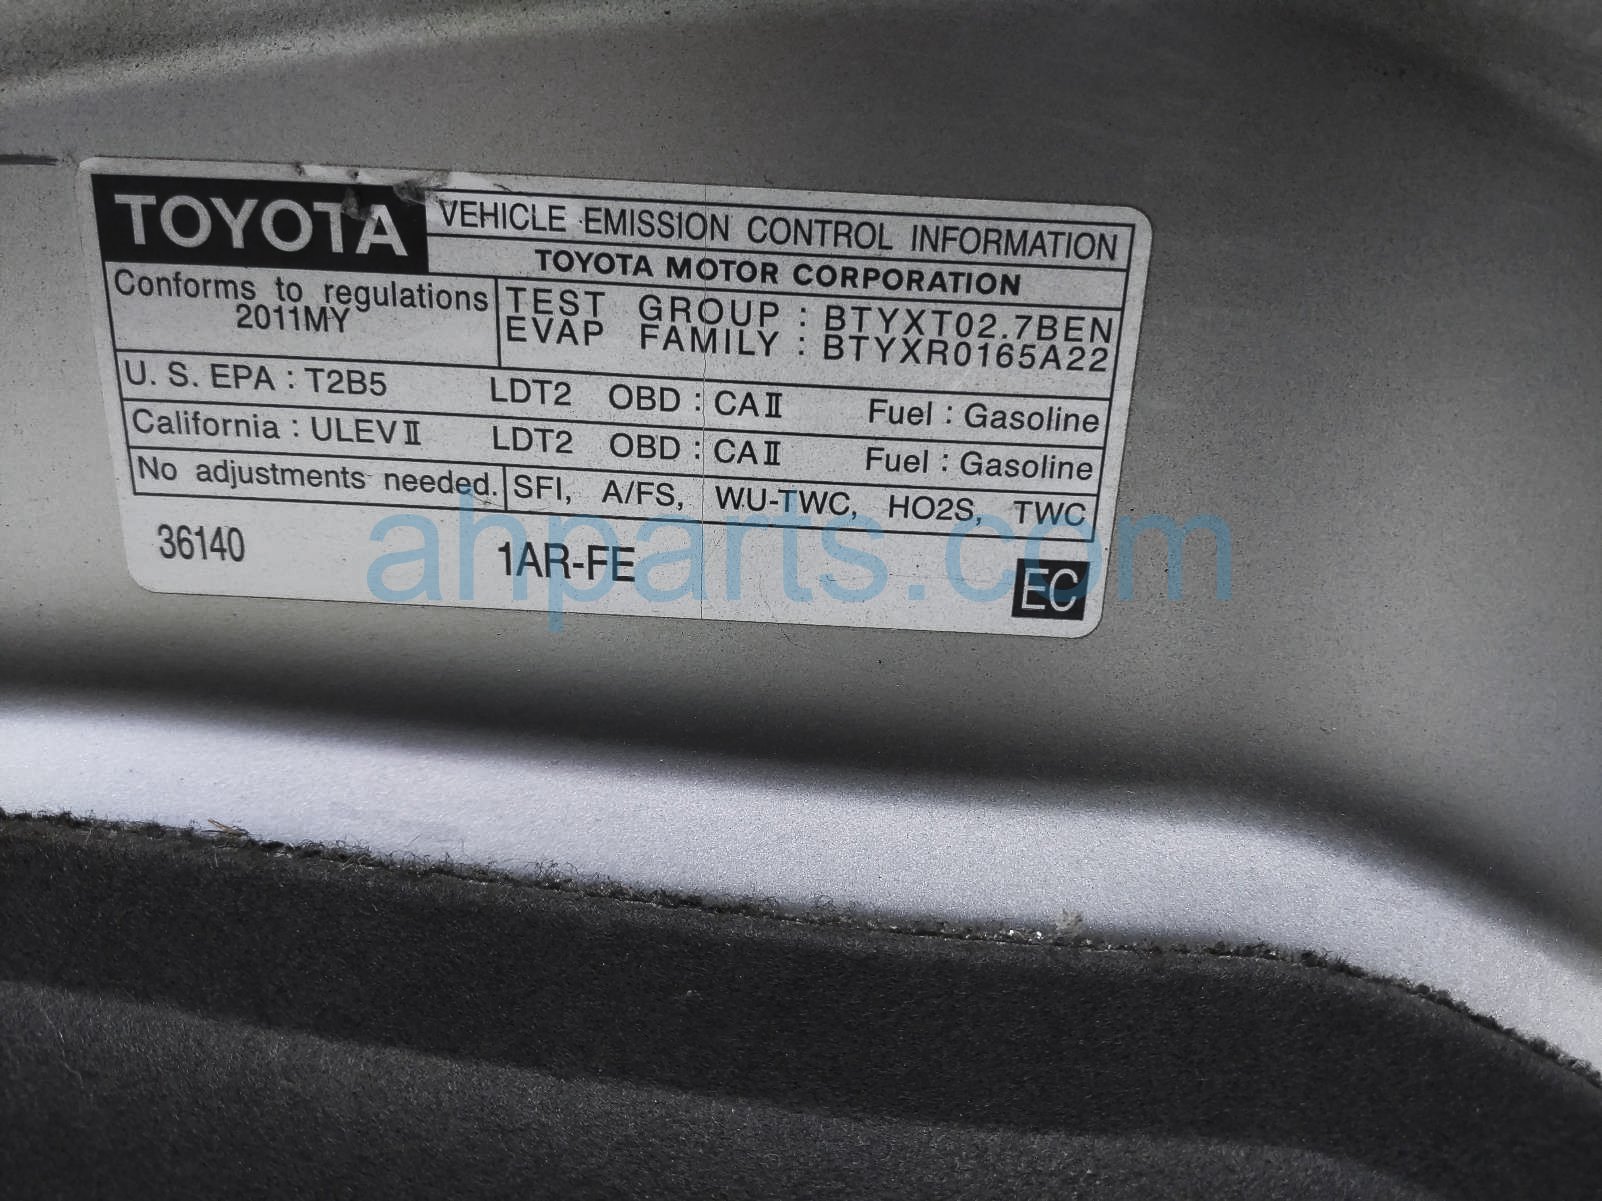 TOYOTA VEHICLE EMISSION CONTROL INFORMATION
TOYOTA MOTOR CORPORATION
Conforms to regulations
2011MY
TEST GROUP : BTYXT02.7BEN
EVAP FAMILY : BTYXR0165A22
U. S. EPA : T2B5 LDT2 OBD : CAⅡ Fuel : Gasoline
California : ULEVⅡ LDT2 OBD : CAⅡ Fuel : Gasoline
No adjustments needed. SFI, A/FS, WU-TWC, HO2S, TWC
36140 1AR-FE EC
ahparts.com